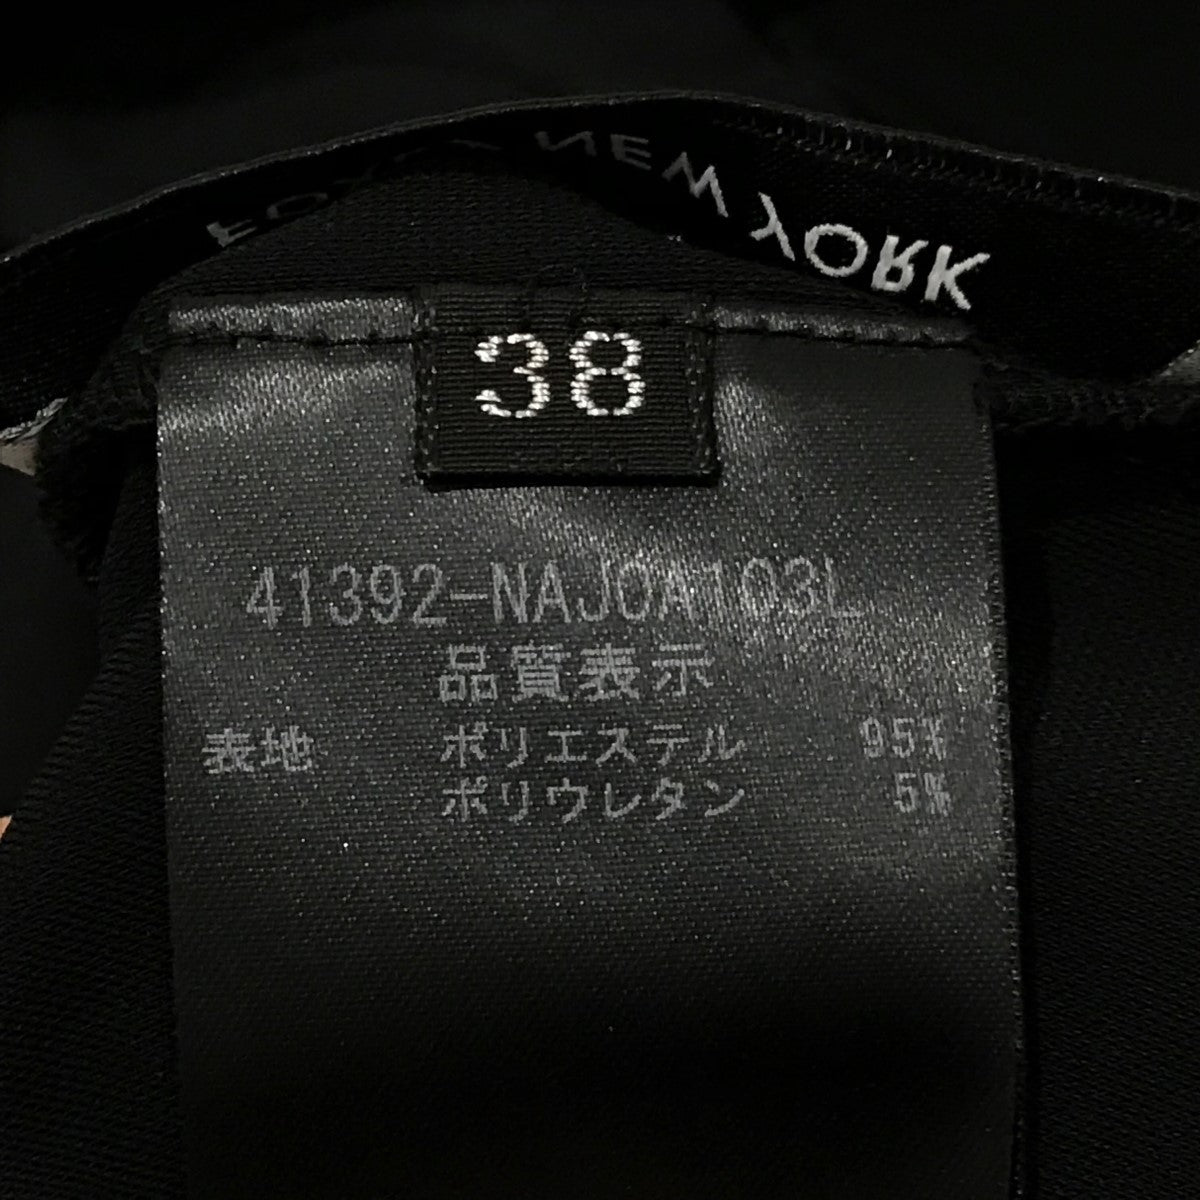 NEW YORK
38
41392-NAJOA103L
品質表示
表地 ポリエステル 95%
ポリウレタン 5%